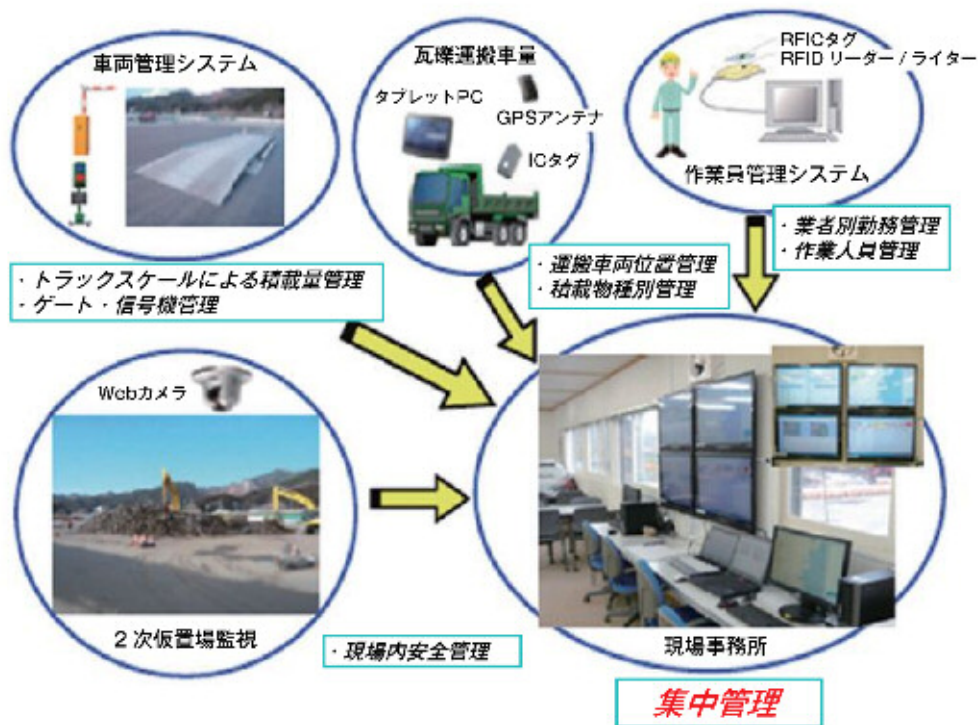 車両管理システム
瓦礫運搬車量
タブレットPC
GPSアンテナ
ICタグ
RFICタグ
RFID リーダー / ライター
作業員管理システム
・トラックスケールによる積載量管理
・ゲート・信号機管理
・運搬車両位置管理
・積載物種別管理
・業者別勤務管理
・作業人員管理
Webカメラ
2次仮置場監視
・現場内安全管理
現場事務所
集中管理